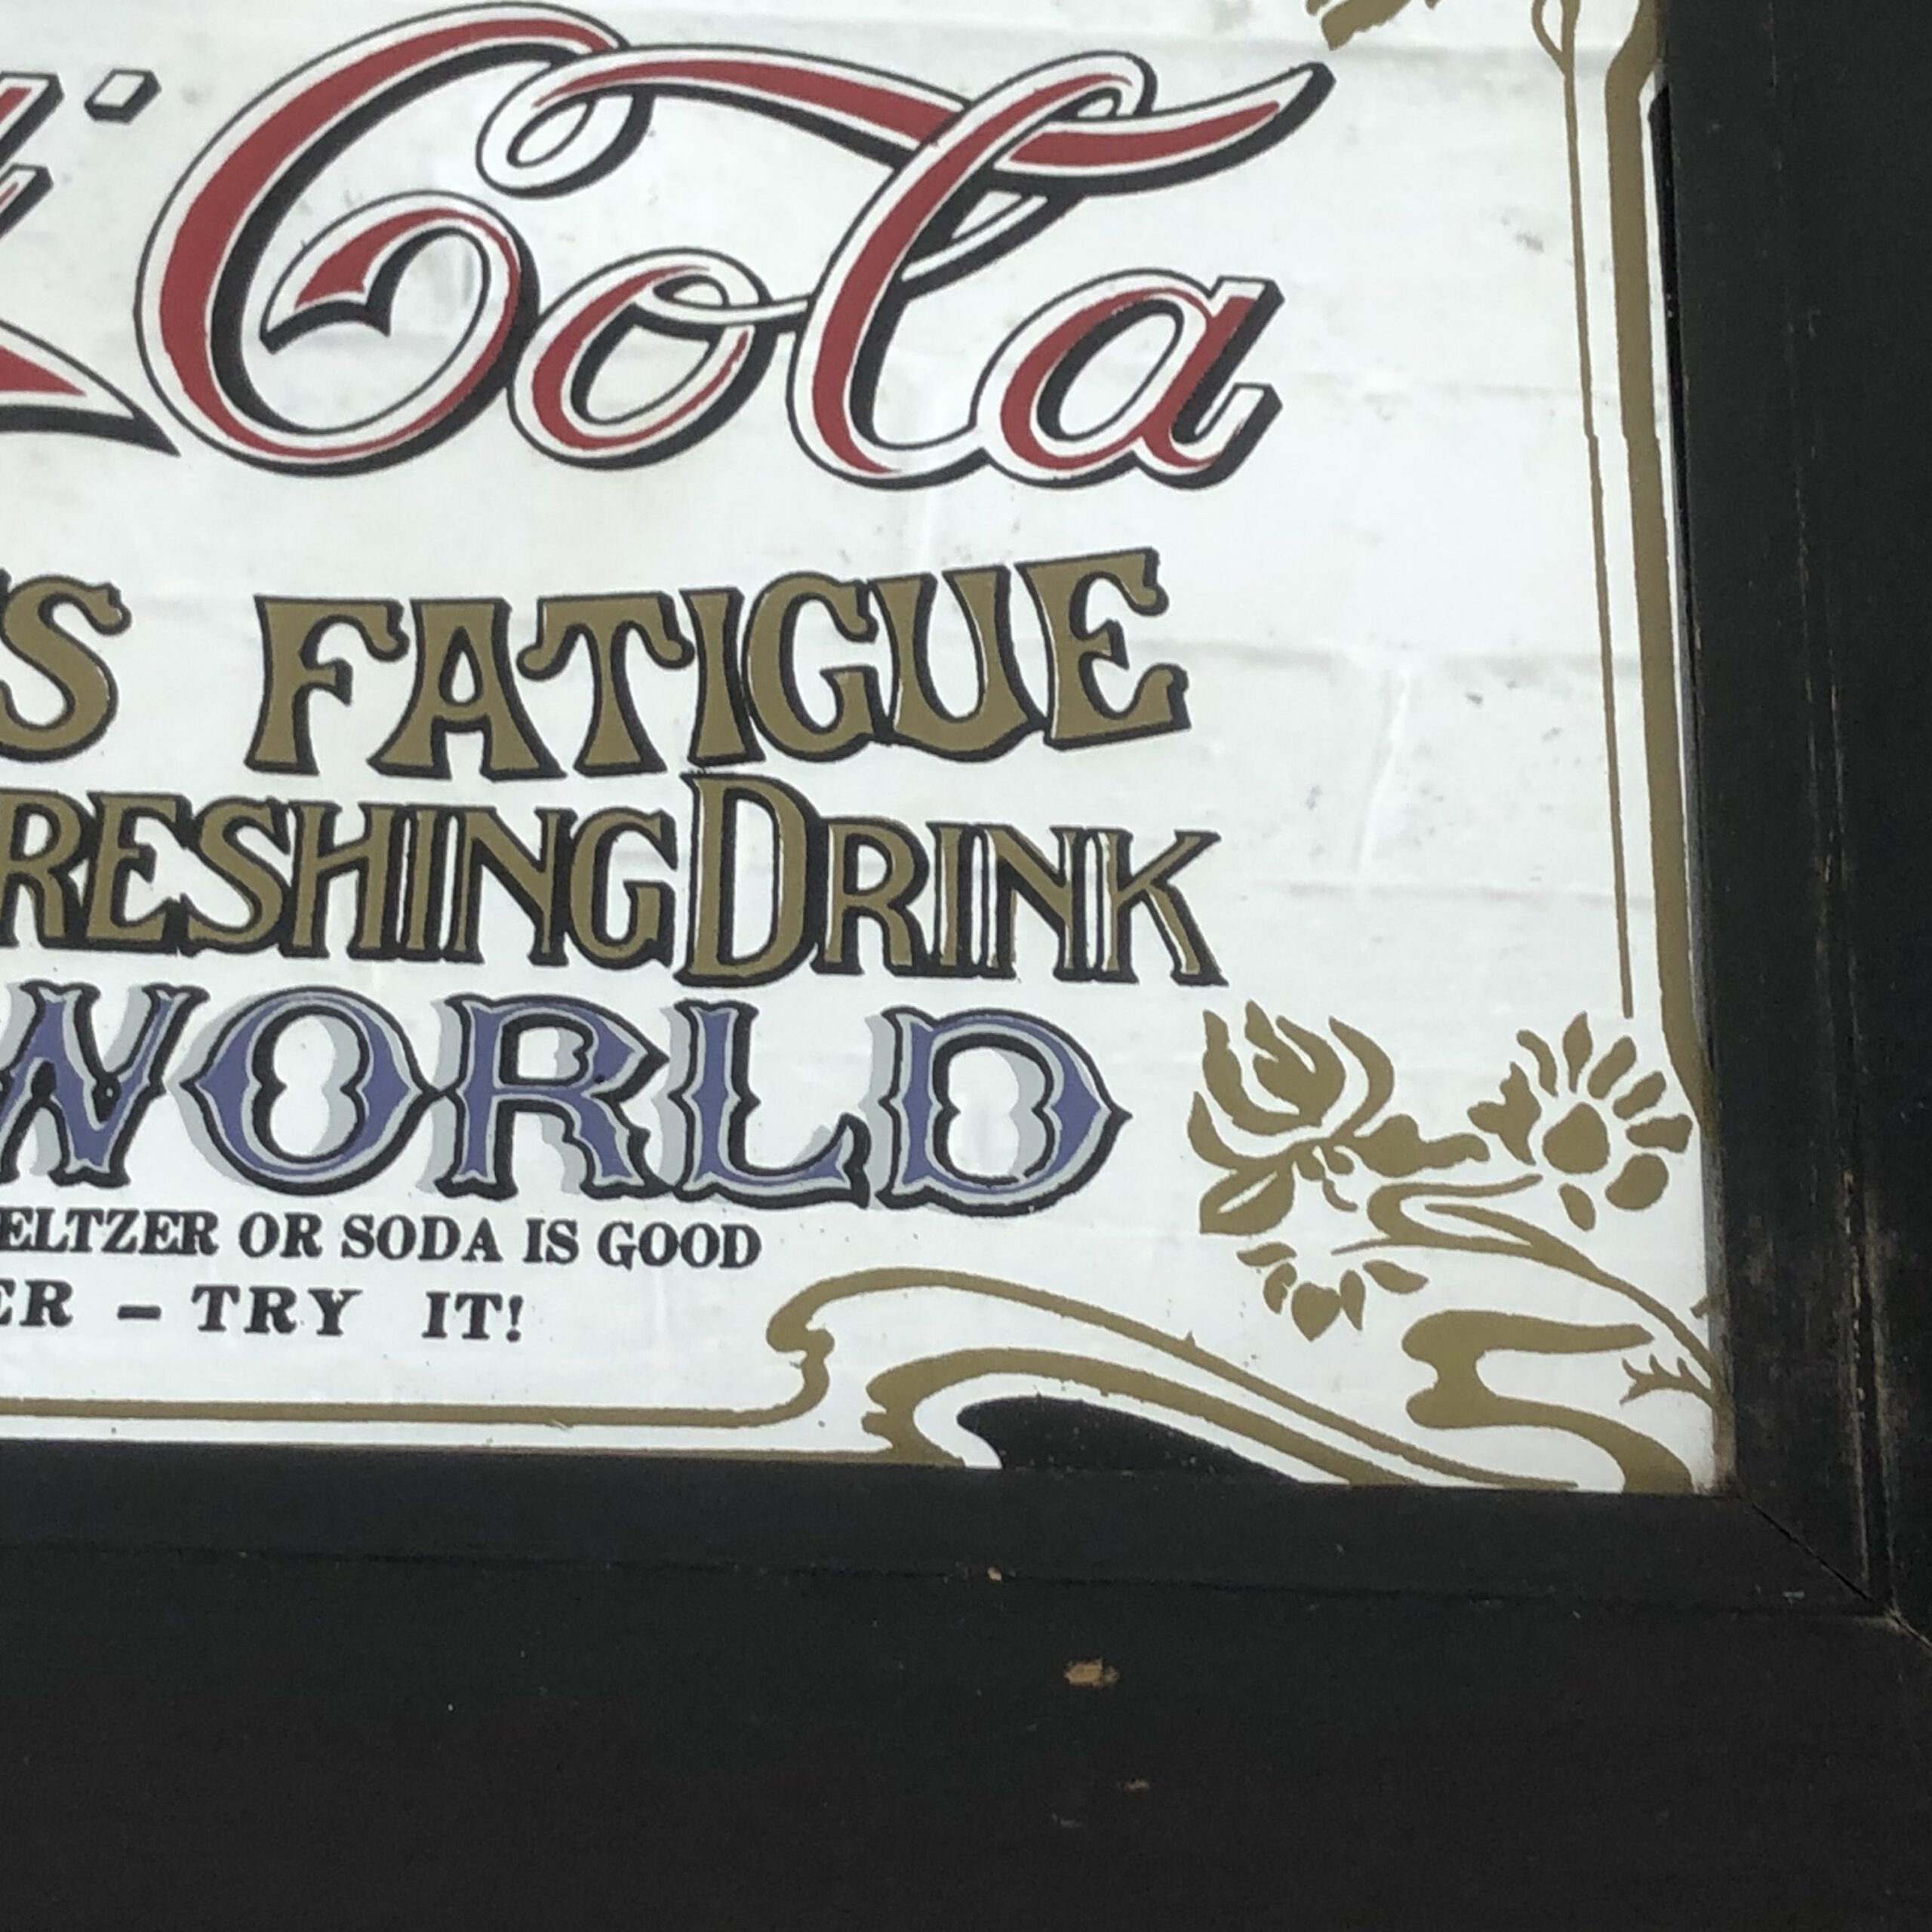 Cola
S FATIGUE
RESHING DRINK
WORLD
ELTZER OR SODA IS GOOD
ER – TRY IT!